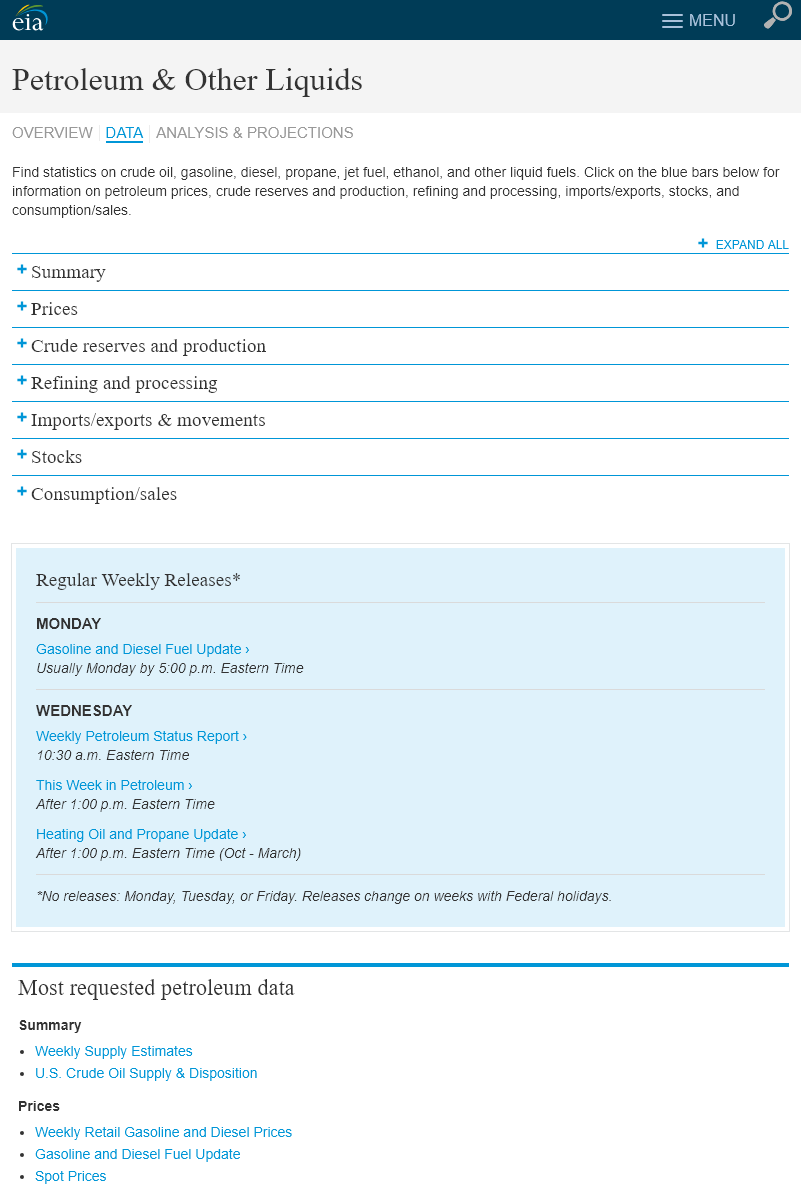 eia
MENU
Petroleum & Other Liquids
OVERVIEW DATA ANALYSIS & PROJECTIONS
Find statistics on crude oil, gasoline, diesel, propane, jet fuel, ethanol, and other liquid fuels. Click on the blue bars below for
information on petroleum prices, crude reserves and production, refining and processing, imports/exports, stocks, and
consumption/sales.
+ EXPAND ALL
+ Summary
+ Prices
+ Crude reserves and production
+ Refining and processing
+ Imports/exports & movements
+ Stocks
+ Consumption/sales
Regular Weekly Releases*
MONDAY
Gasoline and Diesel Fuel Update ›
Usually Monday by 5:00 p.m. Eastern Time
WEDNESDAY
Weekly Petroleum Status Report ›
10:30 a.m. Eastern Time
This Week in Petroleum ›
After 1:00 p.m. Eastern Time
Heating Oil and Propane Update ›
After 1:00 p.m. Eastern Time (Oct - March)
*No releases: Monday, Tuesday, or Friday. Releases change on weeks with Federal holidays.
Most requested petroleum data
Summary
• Weekly Supply Estimates
• U.S. Crude Oil Supply & Disposition
Prices
• Weekly Retail Gasoline and Diesel Prices
• Gasoline and Diesel Fuel Update
• Spot Prices